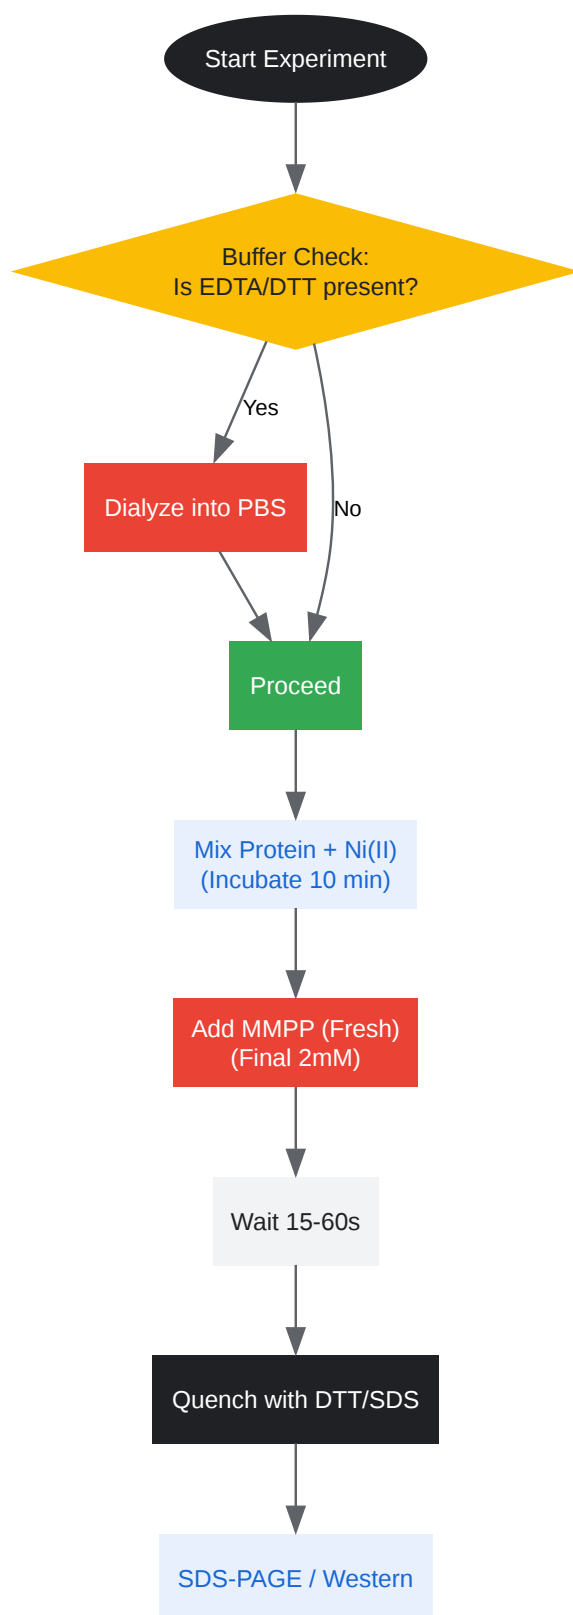 Start Experiment
Buffer Check:
Is EDTA/DTT present?
Yes
Dialyze into PBS
No
Proceed
Mix Protein + Ni(II)
(Incubate 10 min)
Add MMPP (Fresh)
(Final 2mM)
Wait 15-60s
Quench with DTT/SDS
SDS-PAGE / Western